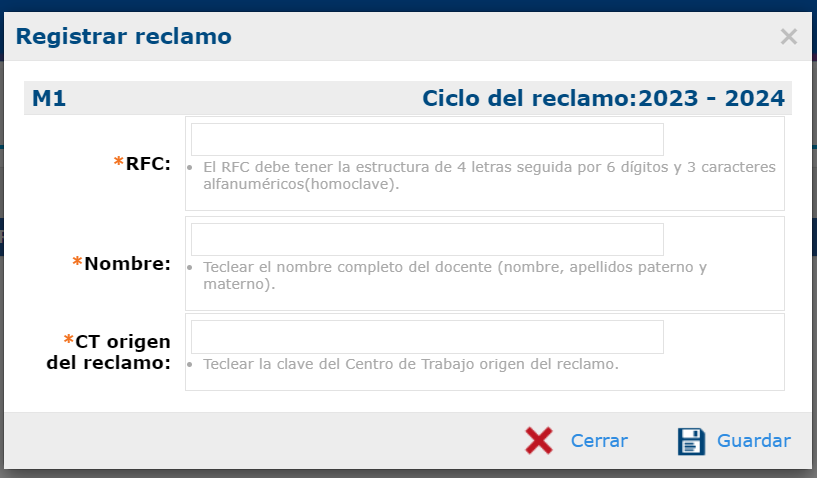 Registrar reclamo
M1 Ciclo del reclamo:2023 - 2024
*RFC:
• El RFC debe tener la estructura de 4 letras seguida por 6 dígitos y 3 caracteres
alfanuméricos(homoclave).
*Nombre:
• Teclear el nombre completo del docente (nombre, apellidos paterno y
materno).
*CT origen
del reclamo:
• Teclear la clave del Centro de Trabajo origen del reclamo.
Cerrar Guardar